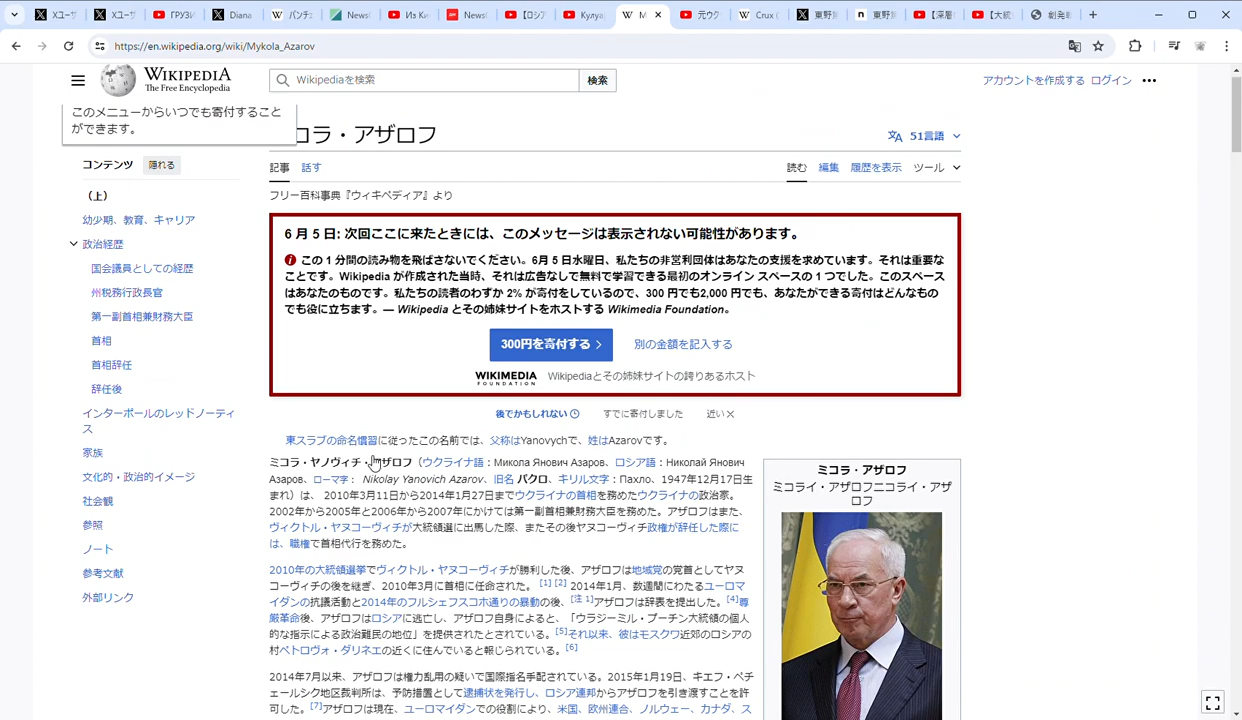 Xユーザ
Xユーザ
ГРУЗИ
Diana
パンチ
News
Из Ки
News
【ロシア
Кулуа
M
元ウク
Crux (
東野
東野
【深層
【大統
創発
https://en.wikipedia.org/wiki/Mykola_Azarov
WIKIPEDIA
The Free Encyclopedia
Wikipediaを検索
検索
アカウントを作成する ログイン
このメニューからいつでも寄付すること
ができます。
コラ・アザロフ
51言語
コンテンツ 隠れる
記事 話す
読む 編集 履歴を表示 ツール
(上)
フリー百科事典『ウィキペディア』より
幼少期、教育、キャリア
政治経歴
国会議員としての経歴
州税務行政長官
第一副首相兼財務大臣
首相
首相辞任
辞任後
インターポールのレッドノーティ
ス
家族
文化的・政治的イメージ
社会観
参照
ノート
参考文献
外部リンク
6 月 5 日: 次回ここに来たときには、このメッセージは表示されない可能性があります。
この 1 分間の読み物を飛ばさないでください。6月 5 日水曜日、私たちの非営利団体はあなたの支援を求めています。それは重要な
ことです。Wikipedia が作成された当時、それは広告なしで無料で学習できる最初のオンライン スペースの 1 つでした。このスペース
はあなたのものです。私たちの読者のわずか 2% が寄付をしているので、300 円でも2,000 円でも、あなたができる寄付はどんなもの
でも役に立ちます。— Wikipedia とその姉妹サイトをホストする Wikimedia Foundation。
300円を寄付する
別の金額を記入する
WIKIMEDIA
FOUNDATION
Wikipediaとその姉妹サイトの誇りあるホスト
後でかもしれない すでに寄付しました 近い
東スラブの命名慣習に従ったこの名前では、父称はYanovychで、姓はAzarovです。
ミコラ・ヤノヴィチ・アザロフ（ウクライナ語：Микола Янович Азаров、ロシア語：Николай Янович
Азаров、ローマ字： Nikolay Yanovich Azarov、旧名 パクロ、キリル文字：Пахло、1947年12月17日生
まれ）は、 2010年3月11日から2014年1月27日までウクライナの首相を務めたウクライナの政治家。
2002年から2005年と2006年から2007年にかけては第一副首相兼財務大臣を務めた。アザロフはまた、
ヴィクトル・ヤヌコーヴィチが大統領選に出馬した際、またその後ヤヌコーヴィチ政権が辞任した際に
は、職権で首相代行を務めた。
2010年の大統領選挙でヴィクトル・ヤヌコーヴィチが勝利した後、アザロフは地域党の党首としてヤヌ
コーヴィチの後を継ぎ、2010年3月に首相に任命された。 [1] [2] 2014年1月、数週間にわたるユーロマ
イダンの抗議活動と2014年のフルシェフスコホ通りの暴動の後、[注 1]アザロフは辞表を提出した。[4]尊
厳革命後、アザロフはロシアに逃亡し、アザロフ自身によると、「ウラジーミル・プーチン大統領の個人
的な指示による政治難民の地位」を提供されたとされている。[5]それ以来、彼はモスクワ近郊のロシアの
村ペトロヴォ・ダリネエの近くに住んでいると報じられている。[6]
2014年7月以来、アザロフは権力乱用の疑いで国際指名手配されている。2015年1月19日、キエフ・ペチ
ェールシク地区裁判所は、予防措置として逮捕状を発行し、ロシア連邦からアザロフを引き渡すことを許
可した。[7]アザロフは現在、ユーロマイダンでの役割により、米国、欧州連合、ノルウェー、カナダ、ス
ミコラ・アザロフ
ミコライ・アザロフニコライ・アザ
ロフ